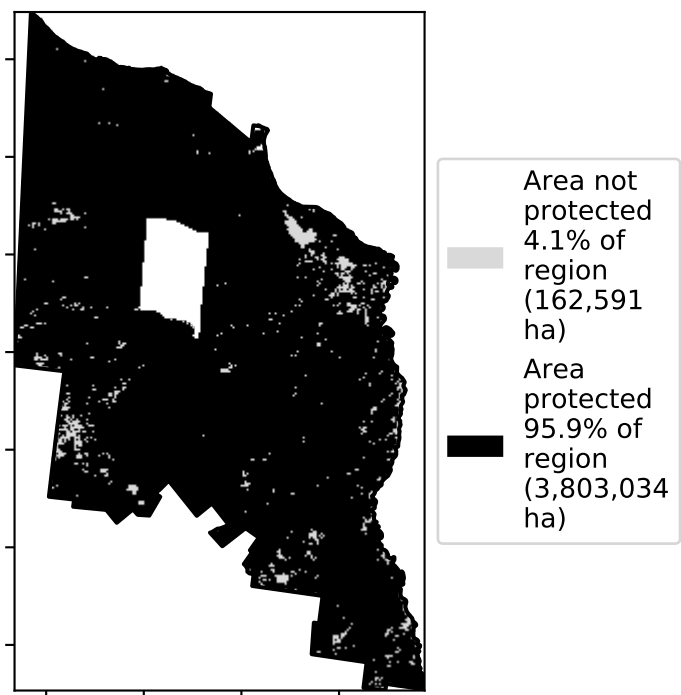 Area not
protected
4.1% of
region
(162,591
ha)
Area
protected
95.9% of
region
(3,803,034
ha)